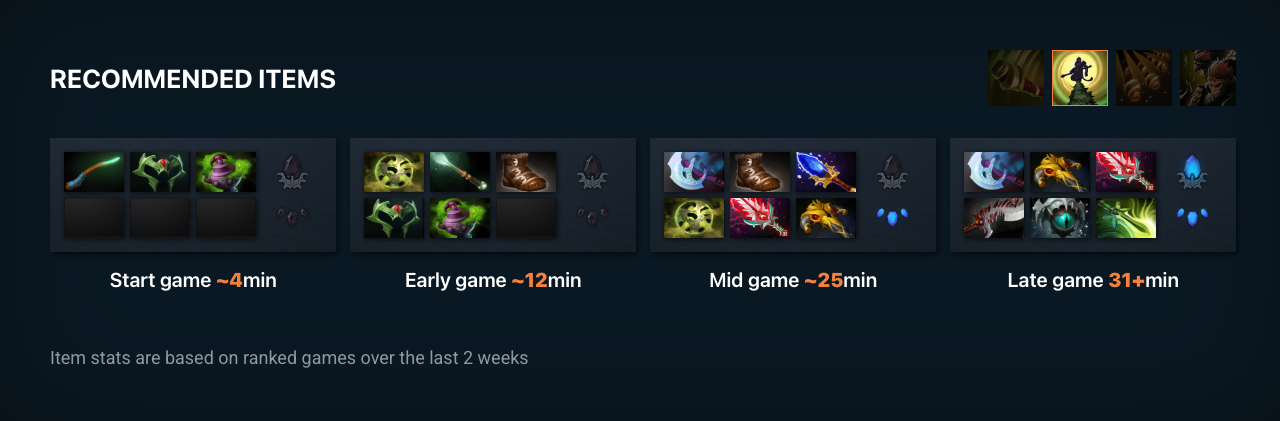 RECOMMENDED ITEMS
Start game ~4min
Early game ~12min
Mid game ~25min
Late game 31+min
Item stats are based on ranked games over the last 2 weeks